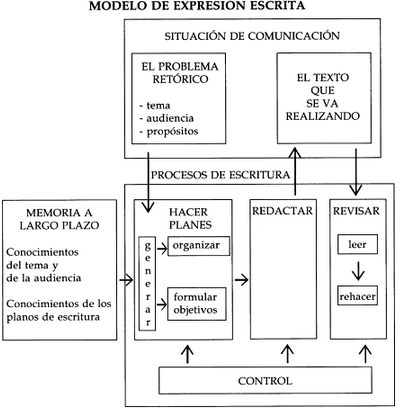 MODELO DE EXPRESIÓN ESCRITA
SITUACIÓN DE COMUNICACIÓN
EL PROBLEMA
RETÓRICO
- tema
- audiencia
- propósitos
EL TEXTO
QUE
SE VA
REALIZANDO
PROCESOS DE ESCRITURA
MEMORIA A
LARGO PLAZO
Conocimientos
del tema y
de la audiencia
Conocimientos de los
planos de escritura
HACER
PLANES
generar
organizar
formular
objetivos
REDACTAR
REVISAR
leer
rehacer
CONTROL